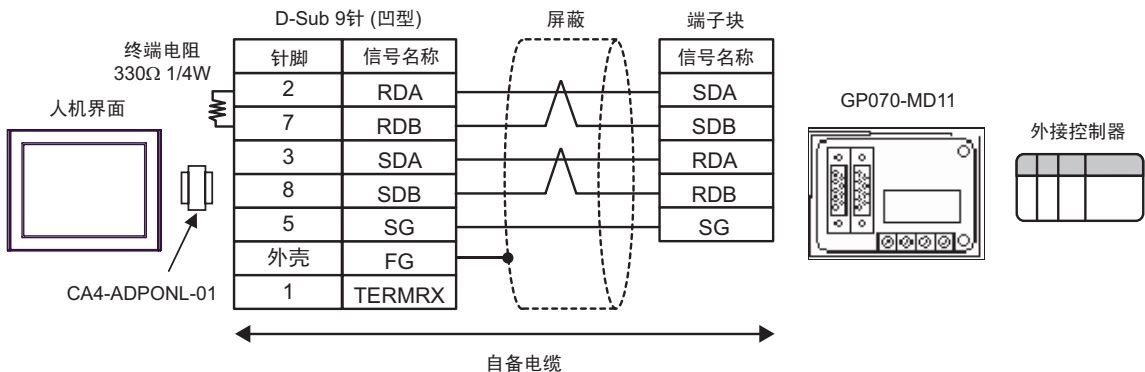 D-Sub 9针 (凹型)
屏蔽
端子块
终端电阻
330Ω 1/4W
针脚 信号名称
信号名称
2 RDA
SDA
7 RDB
SDB
3 SDA
RDA
8 SDB
RDB
5 SG
SG
外壳 FG
1 TERMRX
人机界面
CA4-ADPONL-01
GP070-MD11
外接控制器
自备电缆